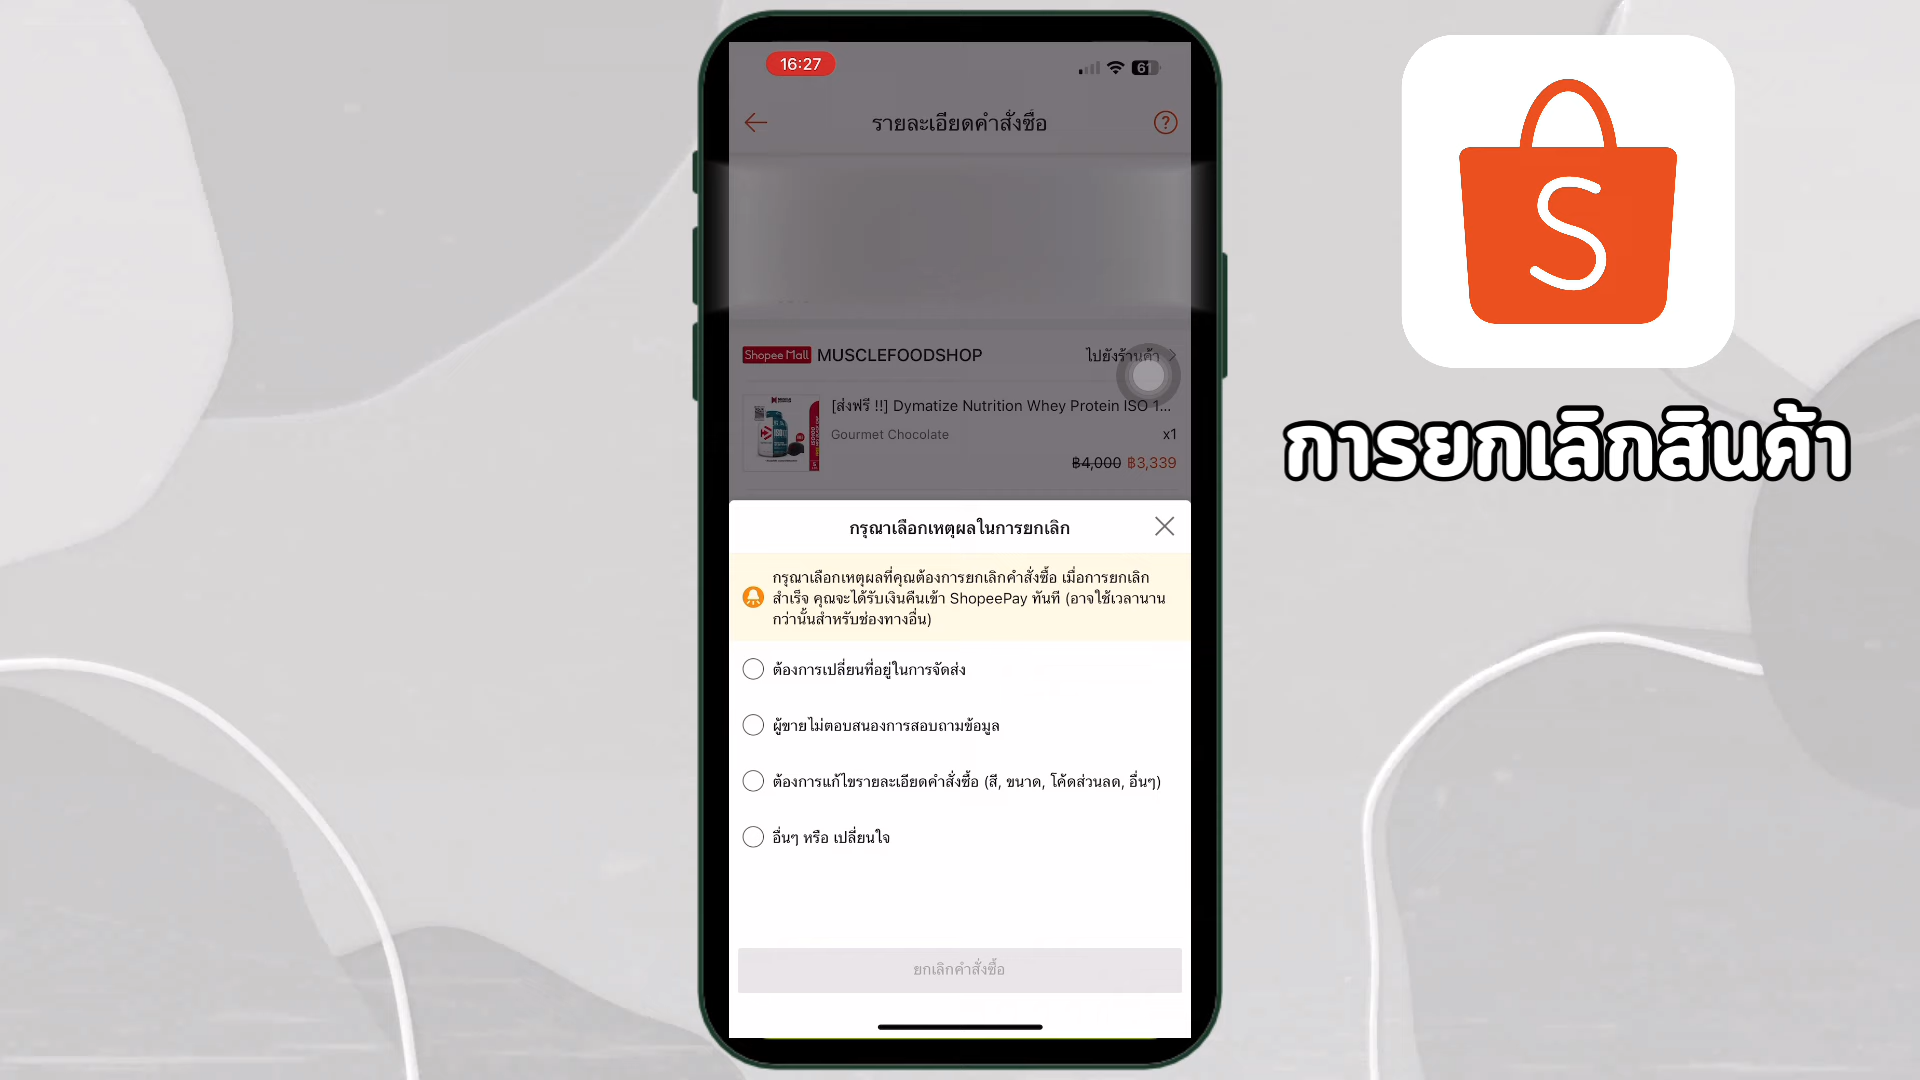 16:27
61
รายละเอียดคำสั่งซื้อ
?
Shopee Mall MUSCLEFOODSHOP ไปยังร้านค้า
[ส่งฟรี !!] Dymatize Nutrition Whey Protein ISO 1...
Gourmet Chocolate x1
฿4,000 ฿3,339
กรุณาเลือกเหตุผลในการยกเลิก
กรุณาเลือกเหตุผลที่คุณต้องการยกเลิกคำสั่งซื้อ เมื่อการยกเลิก
สำเร็จ คุณจะได้รับเงินคืนเข้า ShopeePay ทันที (อาจใช้เวลานาน
กว่านั้นสำหรับช่องทางอื่น)
ต้องการเปลี่ยนที่อยู่ในการจัดส่ง
ผู้ขายไม่ตอบสนองการสอบถามข้อมูล
ต้องการแก้ไขรายละเอียดคำสั่งซื้อ (สี, ขนาด, โค้ดส่วนลด, อื่นๆ)
อื่นๆ หรือ เปลี่ยนใจ
ยกเลิกคำสั่งซื้อ
S
การยกเลิกสินค้า